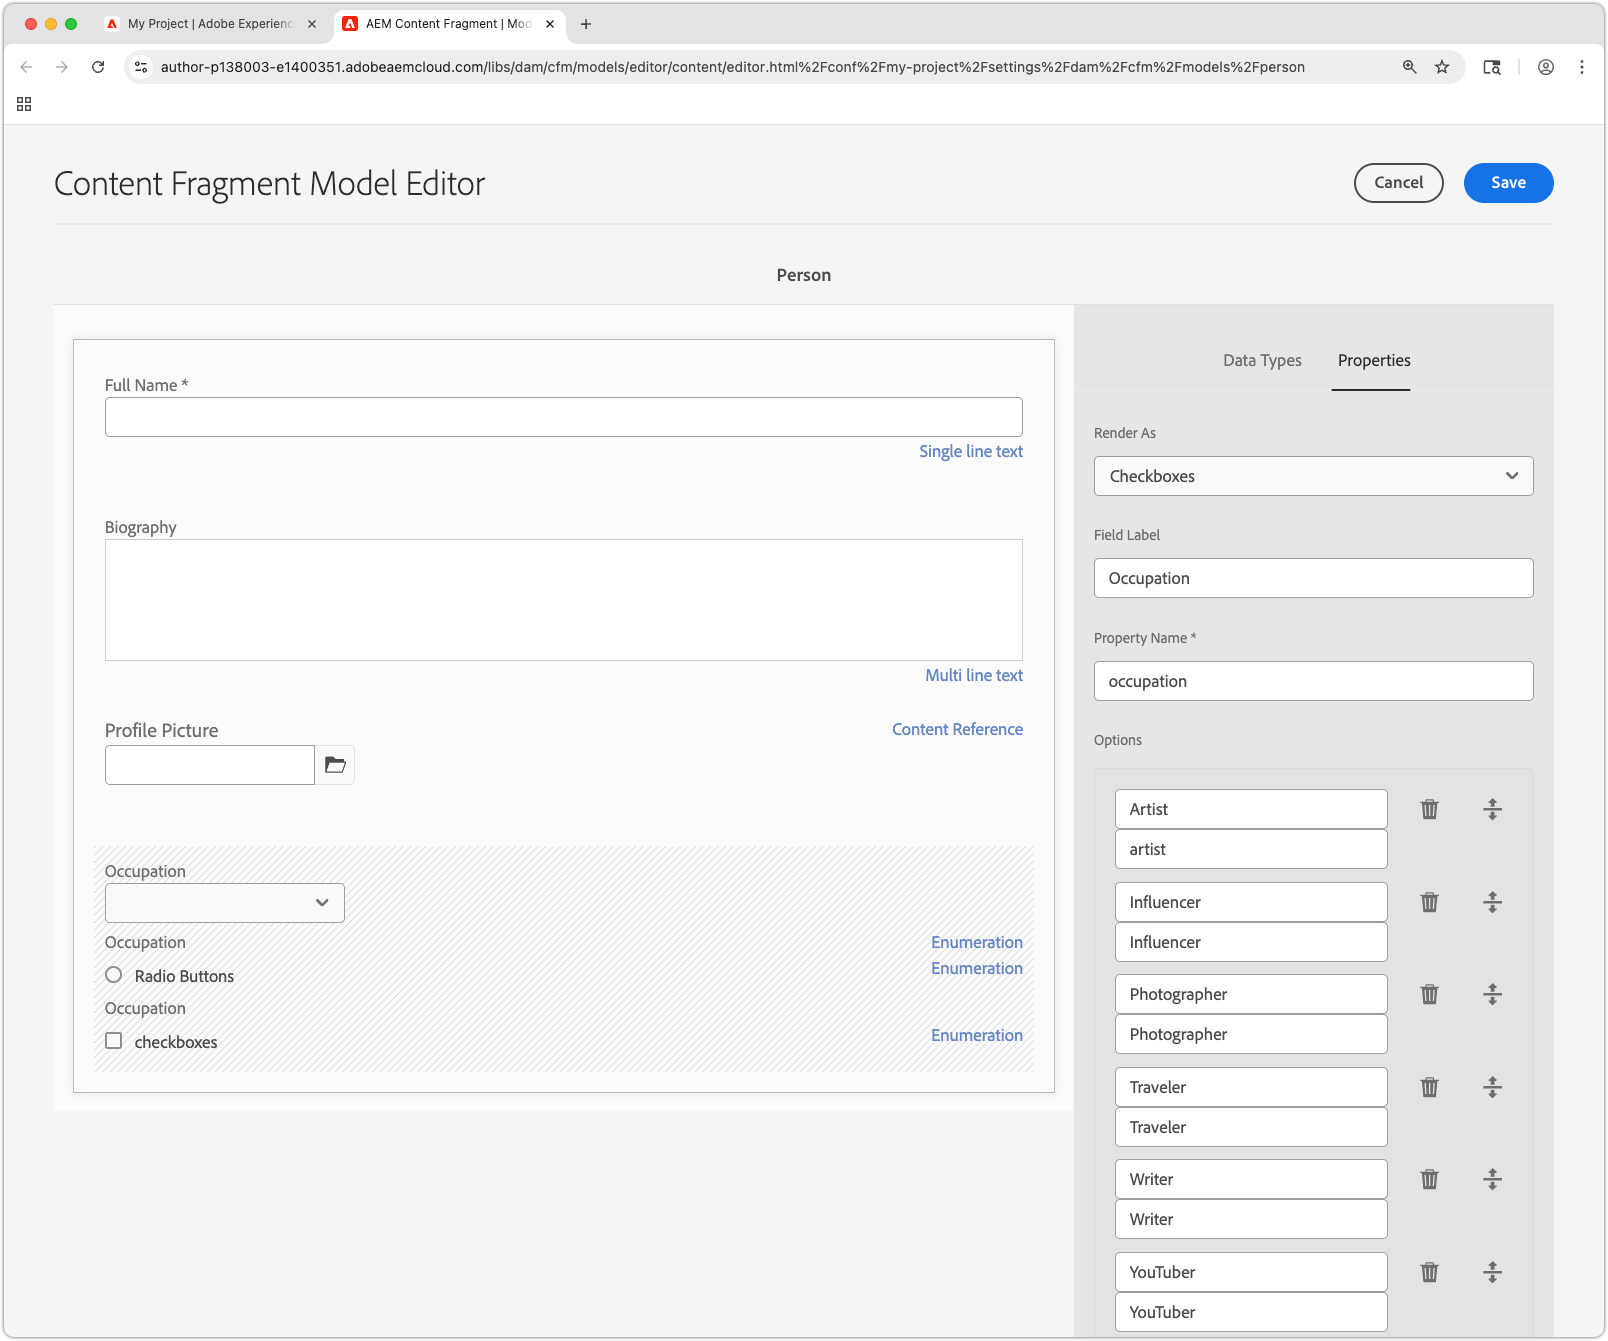 My Project | Adobe Experienc
AEM Content Fragment | Mod
author-p138003-e1400351.adobeaemcloud.com/libs/dam/cfm/models/editor/content/editor.html%2Fconf%2Fmy-project%2Fsettings%2Fdam%2Fcfm%2Fmodels%2Fperson
Content Fragment Model Editor
Cancel
Save
Person
Full Name *
Single line text
Biography
Multi line text
Profile Picture
Content Reference
Occupation
Occupation
Enumeration
Enumeration
Radio Buttons
Occupation
Enumeration
checkboxes
Data Types
Properties
Render As
Checkboxes
Field Label
Occupation
Property Name *
occupation
Options
Artist
artist
Influencer
Influencer
Photographer
Photographer
Traveler
Traveler
Writer
Writer
YouTuber
YouTuber